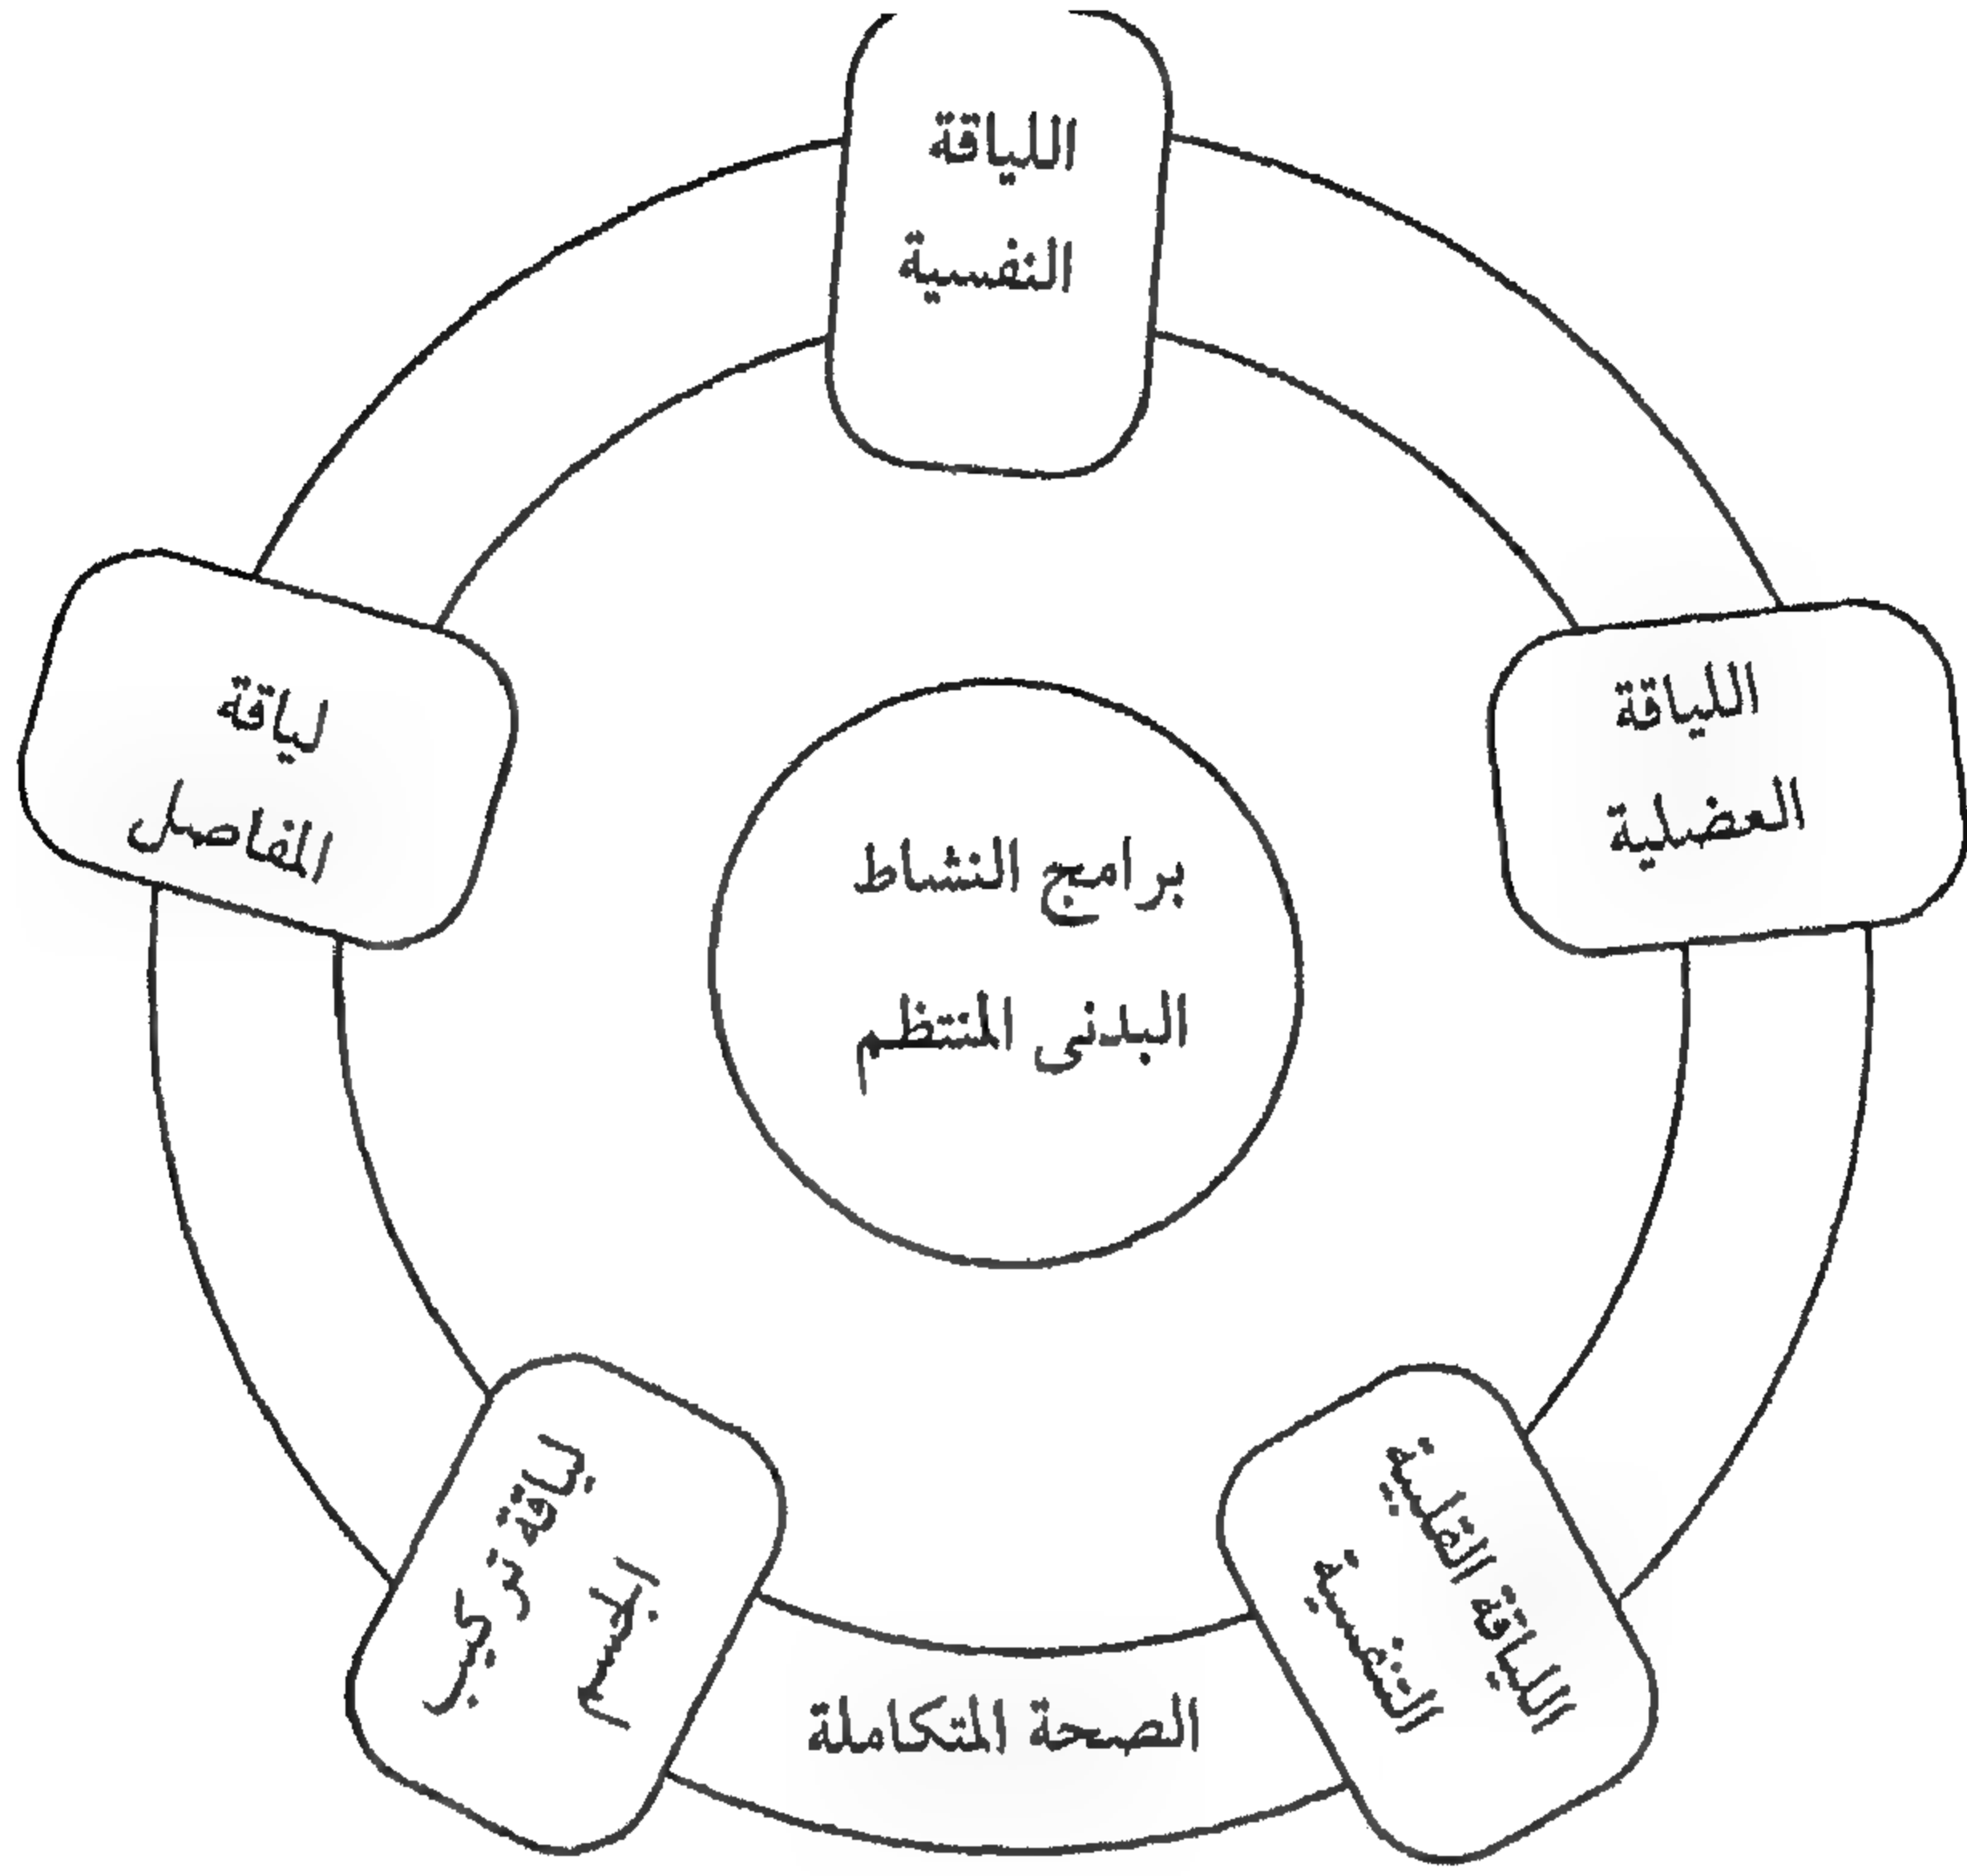 اللياقة
النفسية
اللياقة
العضلية
لياقة
المفاصل
برامج النشاط
البدنى المنتظم
اللياقة القلبية
التنفسية
لياقة تركيب
الجسم
الصحة المتكاملة